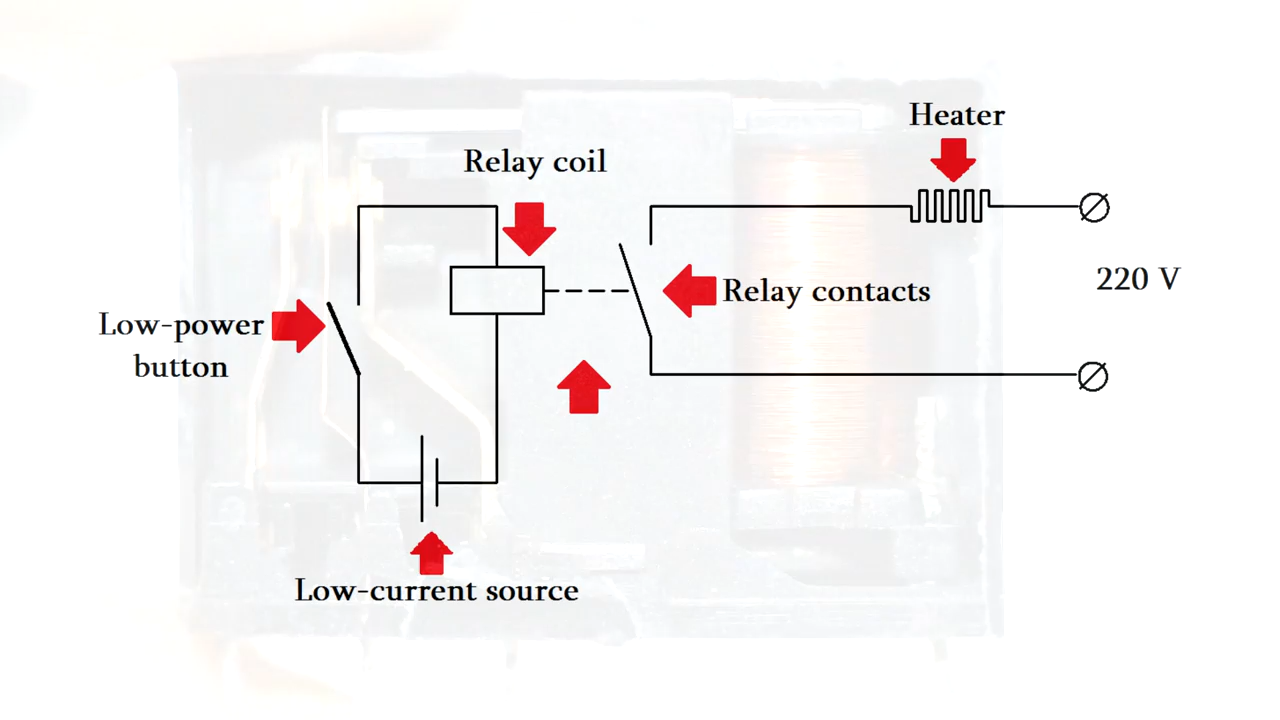 Heater
Relay coil
Relay contacts
220 V
Low-power
button
Low-current source